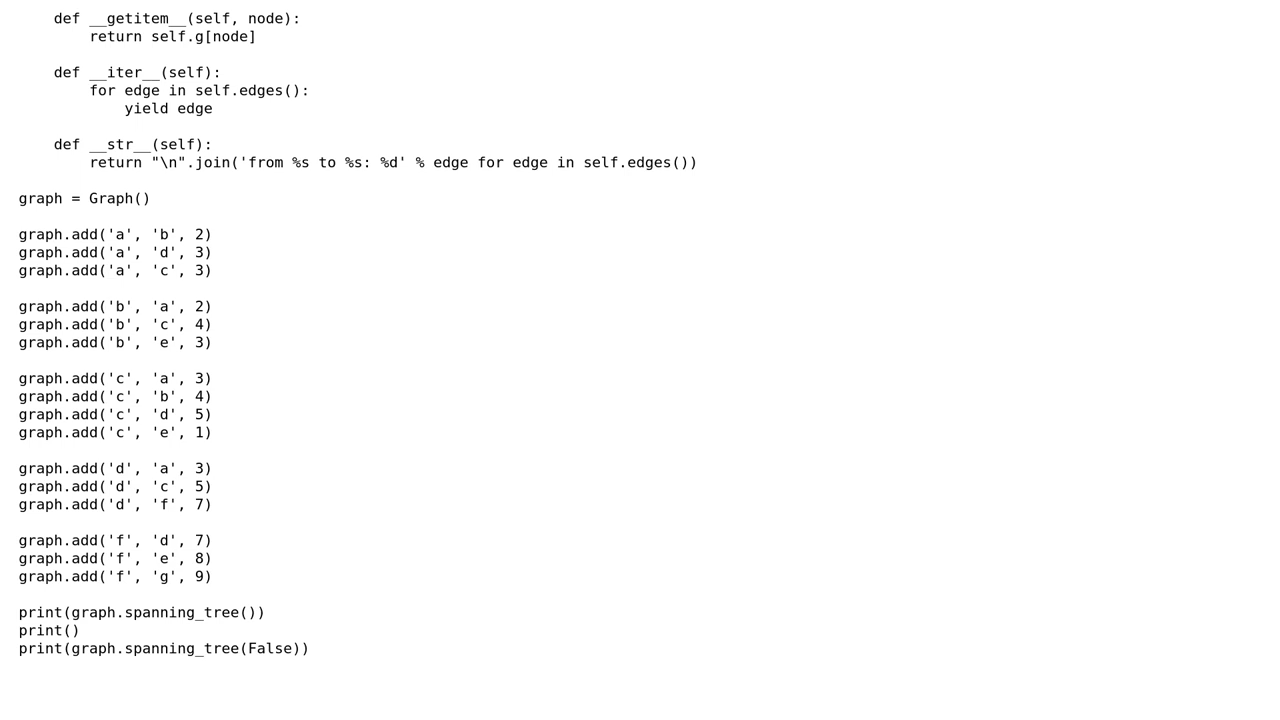 def __getitem__(self, node):
        return self.g[node]

    def __iter__(self):
        for edge in self.edges():
            yield edge

    def __str__(self):
        return "\n".join('from %s to %s: %d' % edge for edge in self.edges())

graph = Graph()

graph.add('a', 'b', 2)
graph.add('a', 'd', 3)
graph.add('a', 'c', 3)

graph.add('b', 'a', 2)
graph.add('b', 'c', 4)
graph.add('b', 'e', 3)

graph.add('c', 'a', 3)
graph.add('c', 'b', 4)
graph.add('c', 'd', 5)
graph.add('c', 'e', 1)

graph.add('d', 'a', 3)
graph.add('d', 'c', 5)
graph.add('d', 'f', 7)

graph.add('f', 'd', 7)
graph.add('f', 'e', 8)
graph.add('f', 'g', 9)

print(graph.spanning_tree())
print()
print(graph.spanning_tree(False))